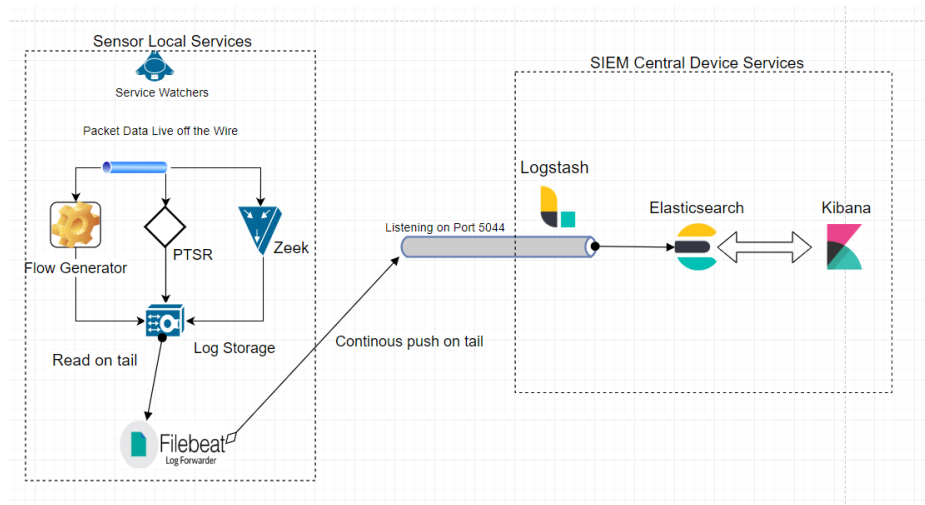 Sensor Local Services
Service Watchers
Packet Data Live off the Wire
Flow Generator
PTSR
Zeek
Log Storage
Read on tail
Filebeat
Log Forwarder
Continous push on tail
Listening on Port 5044
SIEM Central Device Services
Logstash
Elasticsearch
Kibana